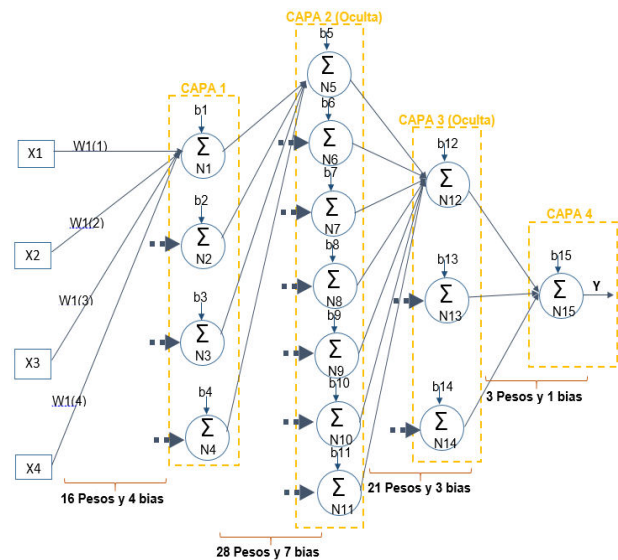 CAPA 2 (Oculta)
b5
Σ
N5
CAPA 1
b1
Σ
N1
b6
Σ
N6
CAPA 3 (Oculta)
b12
Σ
N12
X1
W1(1)
b7
Σ
N7
b2
Σ
N2
W1(2)
X2
CAPA 4
b15
Σ
N15
Y
b8
Σ
N8
b13
Σ
N13
W1(3)
b3
Σ
N3
X3
b9
Σ
N9
W1(4)
b4
Σ
N4
b10
Σ
N10
b14
Σ
N14
3 Pesos y 1 bias
X4
b11
Σ
N11
16 Pesos y 4 bias
21 Pesos y 3 bias
28 Pesos y 7 bias